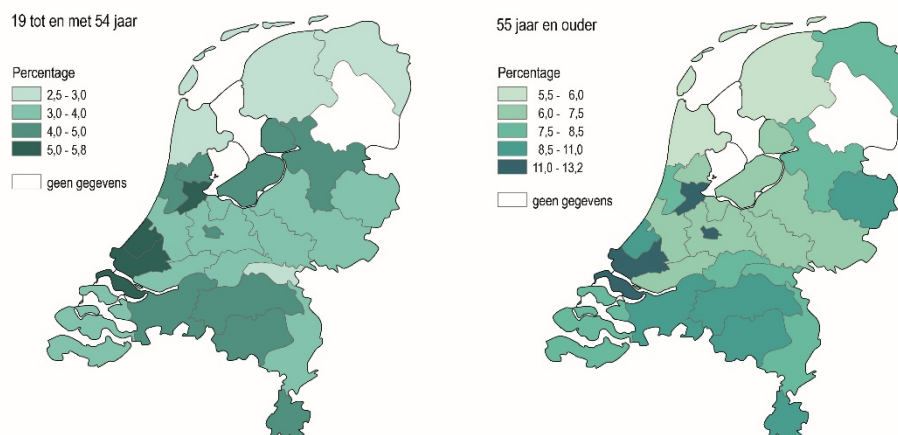 19 tot en met 54 jaar
Percentage
2,5 - 3,0
3,0 - 4,0
4,0 - 5,0
5,0 - 5,8
geen gegevens
55 jaar en ouder
Percentage
5,5 - 6,0
6,0 - 7,5
7,5 - 8,5
8,5 - 11,0
11,0 - 13,2
geen gegevens